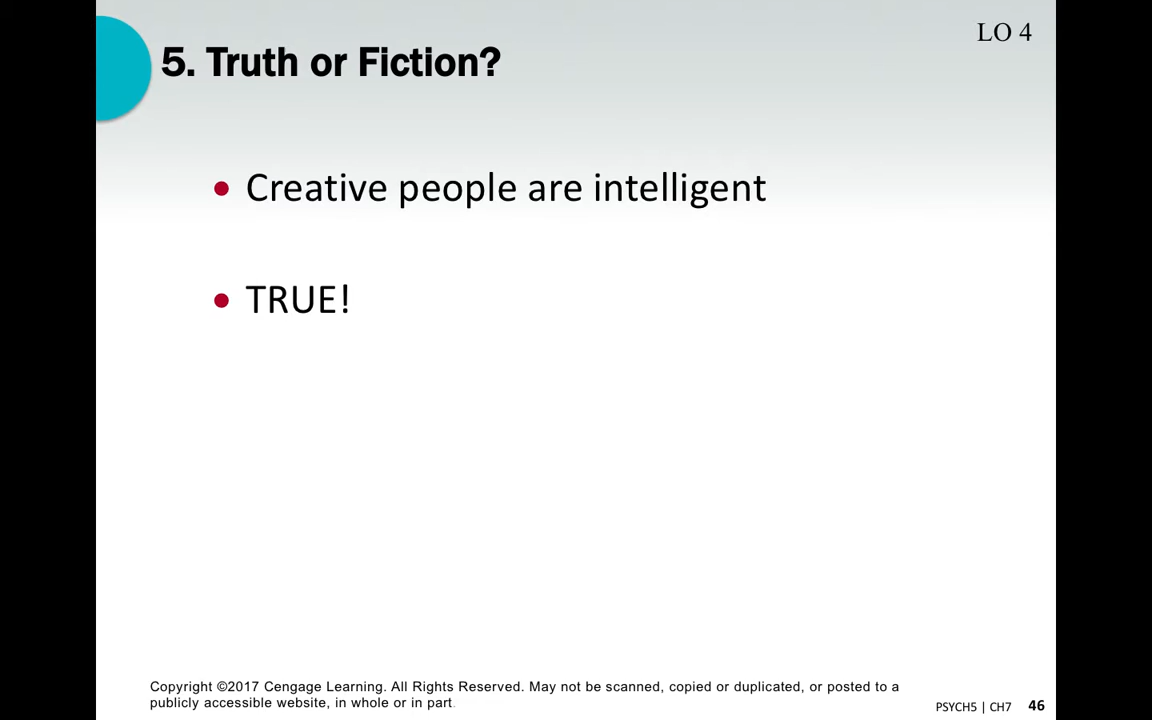 LO 4
5. Truth or Fiction?
• Creative people are intelligent
• TRUE!
Copyright ©2017 Cengage Learning. All Rights Reserved. May not be scanned, copied or duplicated, or posted to a
publicly accessible website, in whole or in part.
PSYCH5 | CH7 46